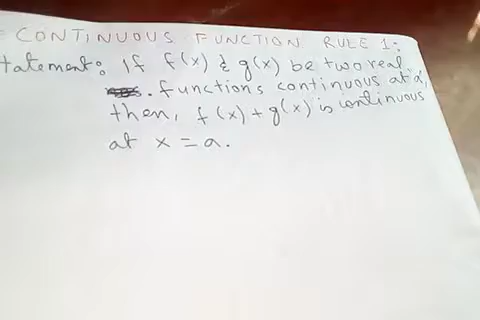 CONTINUOUS FUNCTION RULE 1:
tatement: If f(x) & g(x) be two real
functions continuous at 'a',
then, f(x) + g(x) is continuous
at x = a.